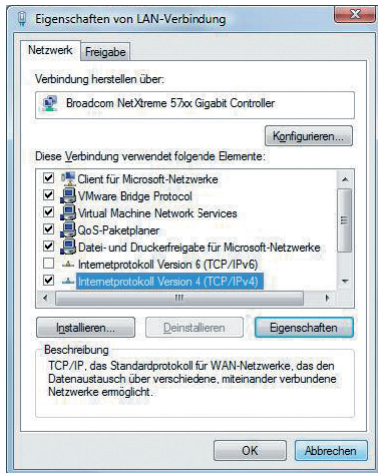 Eigenschaften von LAN-Verbindung
Netzwerk Freigabe
Verbindung herstellen über:
Broadcom NetXtreme 57xx Gigabit Controller
Konfigurieren...
Diese Verbindung verwendet folgende Elemente:
Client für Microsoft-Netzwerke
VMware Bridge Protocol
Virtual Machine Network Services
QoS-Paketplaner
Datei- und Druckerfreigabe für Microsoft-Netzwerke
Internetprotokoll Version 6 (TCP/IPv6)
Internetprotokoll Version 4 (TCP/IPv4)
Installieren... Deinstallieren Eigenschaften
Beschreibung
TCP/IP, das Standardprotokoll für WAN-Netzwerke, das den
Datenaustausch über verschiedene, miteinander verbundene
Netzwerke ermöglicht.
OK Abbrechen